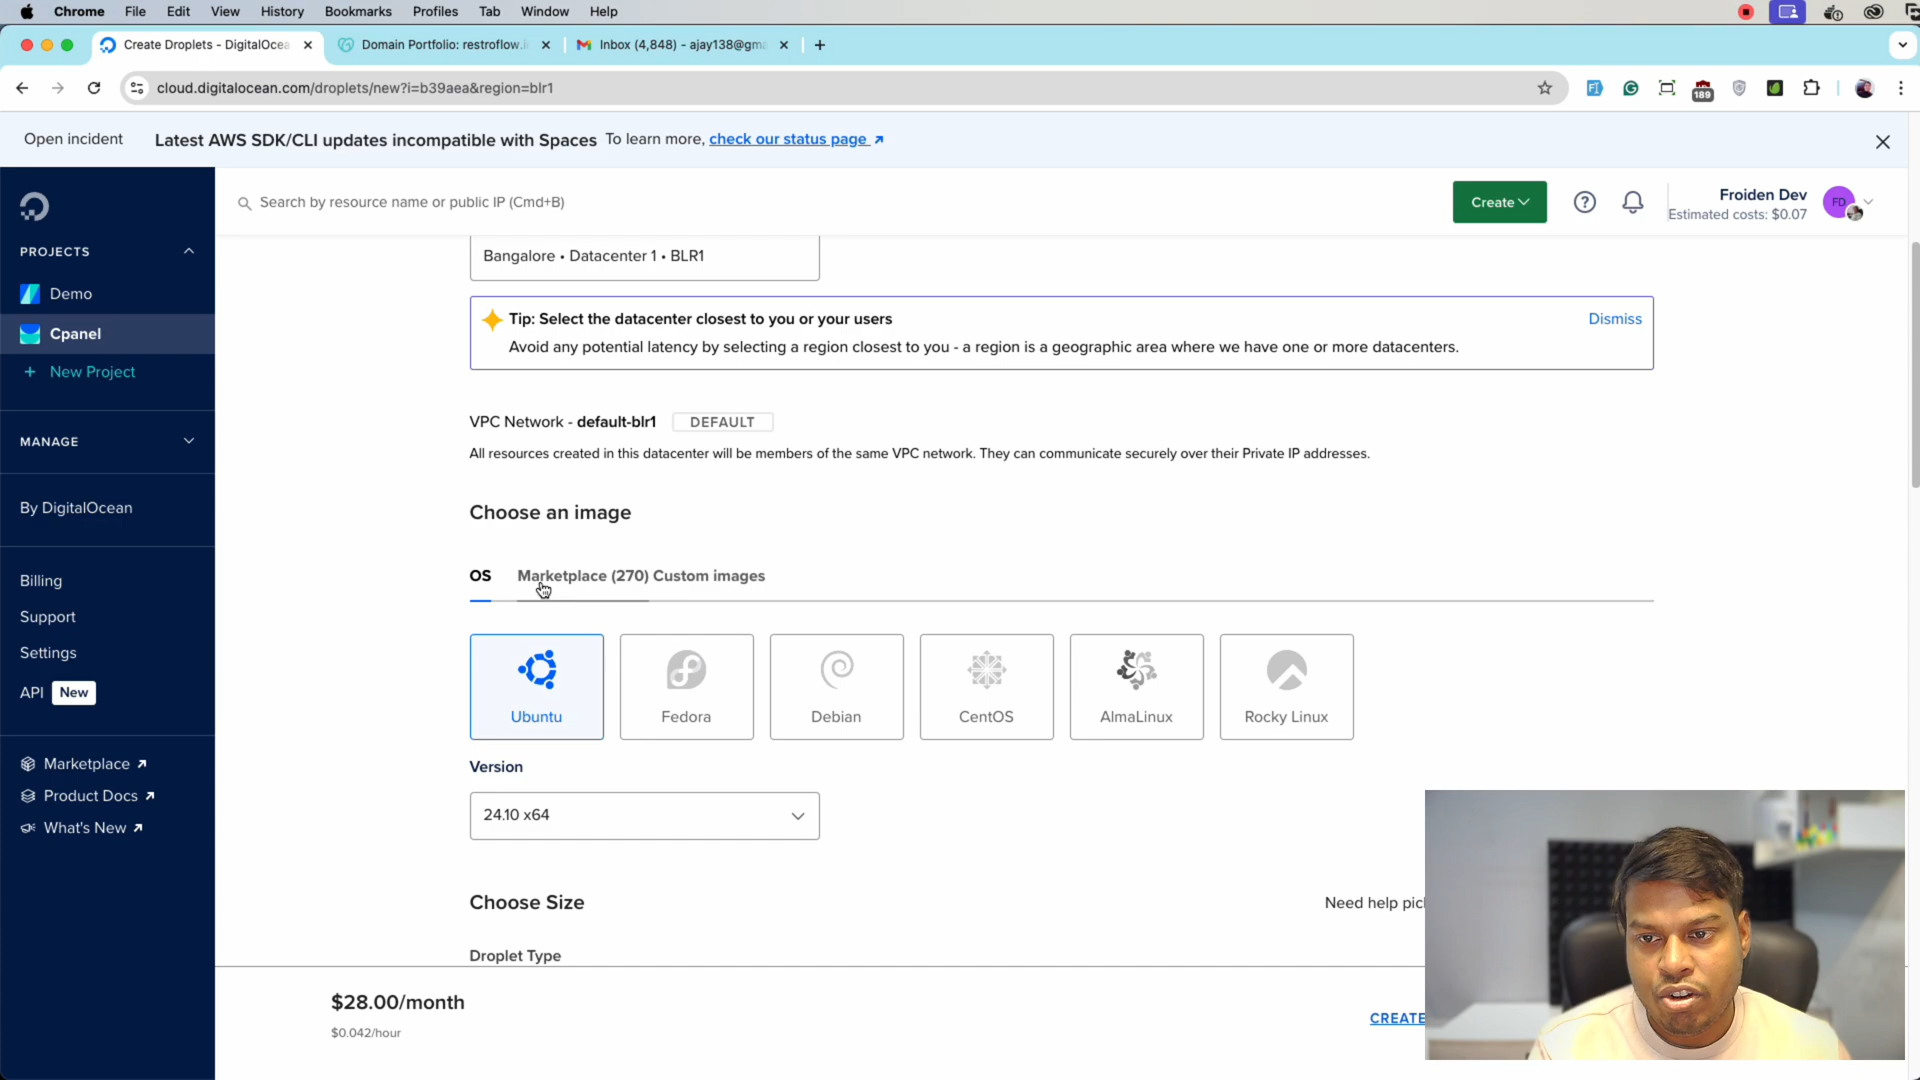 Chrome File Edit View History Bookmarks Profiles Tab Window Help
Create Droplets - DigitalOcea
Domain Portfolio: restroflow.i
Inbox (4,848) - ajay138@gm
cloud.digitalocean.com/droplets/new?i=b39aea&region=blr1
189
Open incident Latest AWS SDK/CLI updates incompatible with Spaces To learn more, check our status page
Search by resource name or public IP (Cmd+B)
Create
Froiden Dev
Estimated costs: $0.07
FD
PROJECTS
Demo
Cpanel
+ New Project
MANAGE
By DigitalOcean
Billing
Support
Settings
API New
Marketplace
Product Docs
What's New
Bangalore • Datacenter 1 • BLR1
Tip: Select the datacenter closest to you or your users
Dismiss
Avoid any potential latency by selecting a region closest to you - a region is a geographic area where we have one or more datacenters.
VPC Network - default-blr1 DEFAULT
All resources created in this datacenter will be members of the same VPC network. They can communicate securely over their Private IP addresses.
Choose an image
OS Marketplace (270) Custom images
Ubuntu Fedora Debian CentOS AlmaLinux Rocky Linux
Version
24.10 x64
Choose Size
Need help pic
Droplet Type
$28.00/month
$0.042/hour
CREATE